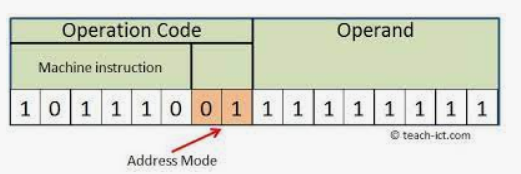 Operation Code Operand
Machine instruction
1 0 1 1 1 0 0 1 1 1 1 1 1 1 1 1
© teach-ict.com
Address Mode